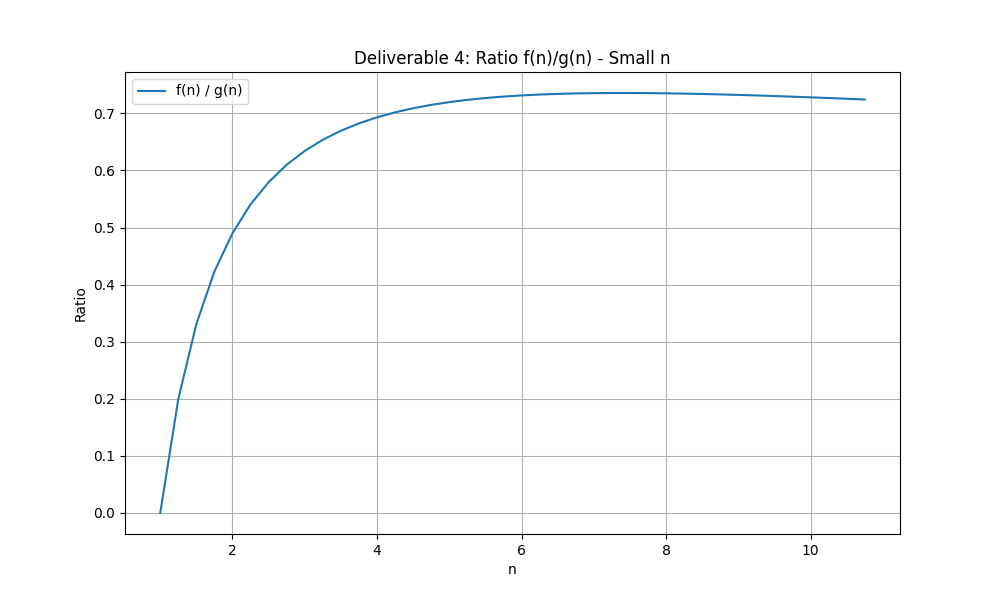 Deliverable 4: Ratio f(n)/g(n) - Small n
f(n) / g(n)
0.7
0.6
0.5
0.4
0.3
0.2
0.1
0.0
Ratio
2 4 6 8 10
n